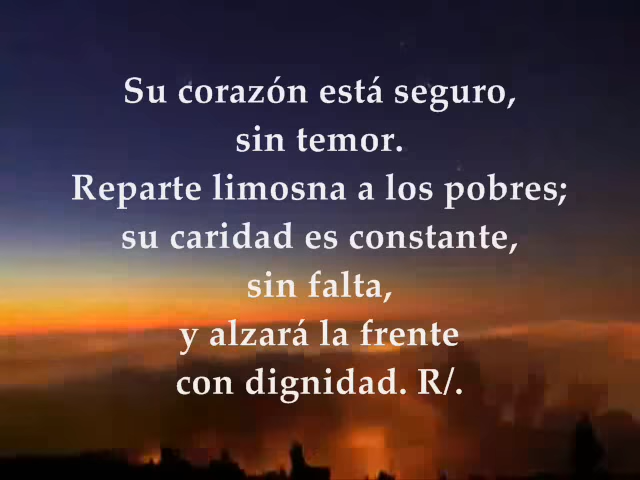 Su corazón está seguro,
sin temor.
Reparte limosna a los pobres;
su caridad es constante,
sin falta,
y alzará la frente
con dignidad. R/.